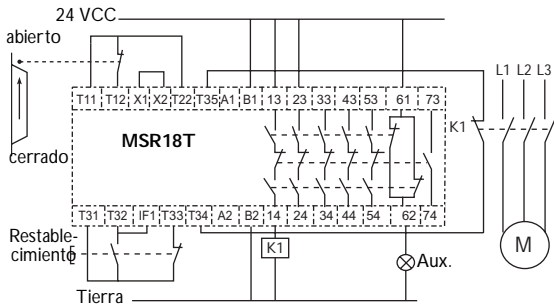 24 VCC
abierto
L1 L2 L3
T11 T12 X1 X2 T22 T35 A1 B1 13 23 33 43 53 61 73
MSR18T
K1
cerrado
T31 T32 IF1 T33 T34 A2 B2 14 24 34 44 54 62 74
Restable-
cimiento
K1
Aux.
M
Tierra